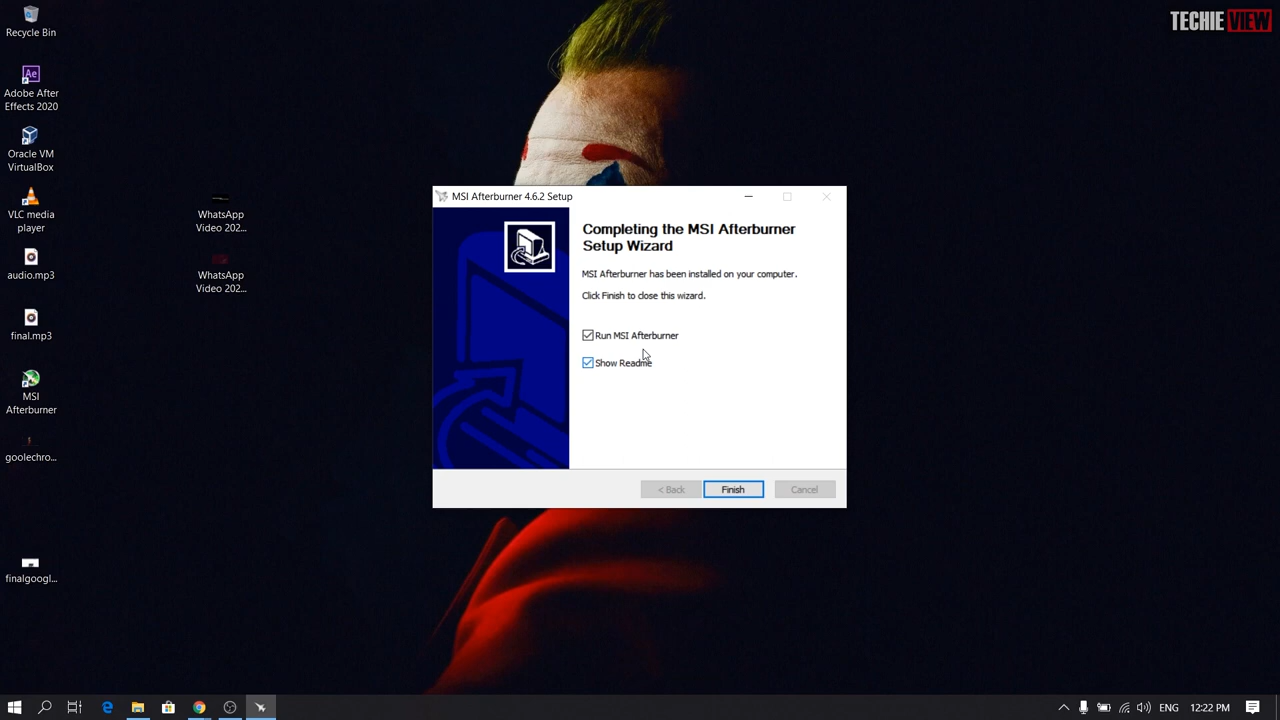 TECHIE VIEW
Recycle Bin
Adobe After
Effects 2020
Oracle VM
VirtualBox
VLC media
player
audio.mp3
final.mp3
MSI
Afterburner
goolechro...
finalgoogl...
WhatsApp
Video 202...
WhatsApp
Video 202...
MSI Afterburner 4.6.2 Setup
Completing the MSI Afterburner
Setup Wizard
MSI Afterburner has been installed on your computer.
Click Finish to close this wizard.
Run MSI Afterburner
Show Readme
< Back
Finish
Cancel
Ae
ENG
12:22 PM